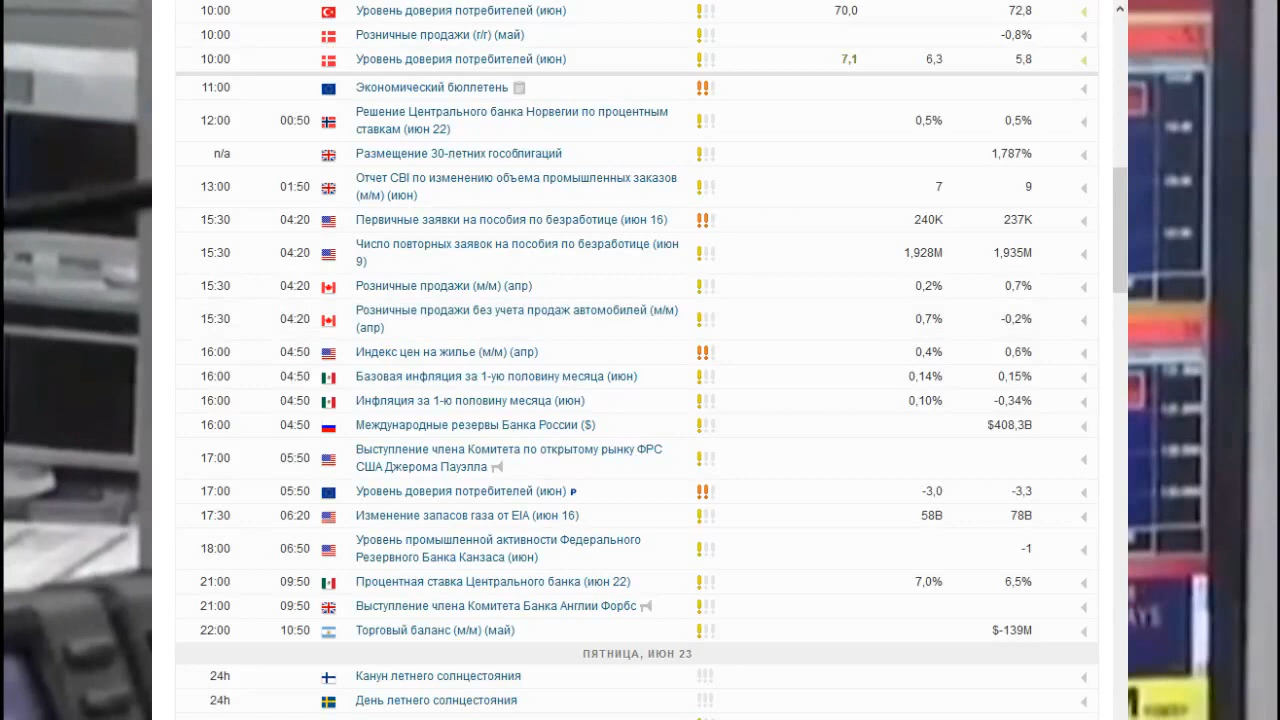 10:00 Уровень доверия потребителей (июн) 70,0 72,8
10:00 Розничные продажи (г/г) (май) -0,8%
10:00 Уровень доверия потребителей (июн) 7,1 6,3 5,8
11:00 Экономический бюллетень
12:00 00:50 Решение Центрального банка Норвегии по процентным 0,5% 0,5%
ставкам (июн 22)
n/a Размещение 30-летних гособлигаций 1,787%
13:00 01:50 Отчет CBI по изменению объема промышленных заказов 7 9
(м/м) (июн)
15:30 04:20 Первичные заявки на пособия по безработице (июн 16) 240K 237K
15:30 04:20 Число повторных заявок на пособия по безработице (июн 1,928M 1,935M
9)
15:30 04:20 Розничные продажи (м/м) (апр) 0,2% 0,7%
15:30 04:20 Розничные продажи без учета продаж автомобилей (м/м) 0,7% -0,2%
(апр)
16:00 04:50 Индекс цен на жилье (м/м) (апр) 0,4% 0,6%
16:00 04:50 Базовая инфляция за 1-ую половину месяца (июн) 0,14% 0,15%
16:00 04:50 Инфляция за 1-ю половину месяца (июн) 0,10% -0,34%
16:00 04:50 Международные резервы Банка России ($) $408,3B
17:00 05:50 Выступление члена Комитета по открытому рынку ФРС
США Джерома Пауэлла
17:00 05:50 Уровень доверия потребителей (июн) P -3,0 -3,3
17:30 06:20 Изменение запасов газа от EIA (июн 16) 58B 78B
18:00 06:50 Уровень промышленной активности Федерального -1
Резервного Банка Канзаса (июн)
21:00 09:50 Процентная ставка Центрального банка (июн 22) 7,0% 6,5%
21:00 09:50 Выступление члена Комитета Банка Англии Форбс
22:00 10:50 Торговый баланс (м/м) (май) $-139M
ПЯТНИЦА, ИЮН 23
24h Канун летнего солнцестояния
24h День летнего солнцестояния